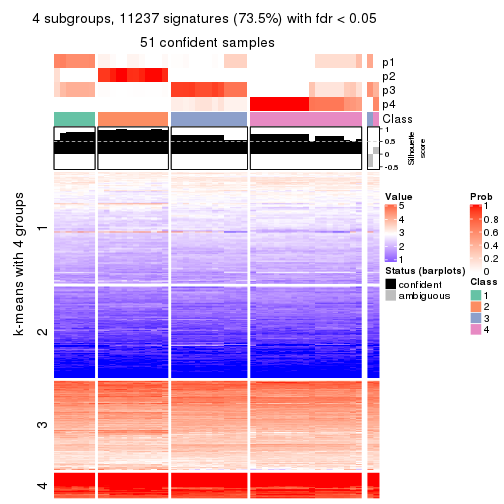 4 subgroups, 11237 signatures (73.5%) with fdr < 0.05
51 confident samples
p1
p2
p3
p4
Class
1
0.5
0
-0.5
Silhouette
score
k-means with 4 groups
1
2
3
4
Value
5
4
3
2
1
Status (barplots)
confident
ambiguous
Prob
1
0.8
0.6
0.4
0.2
0
Class
1
2
3
4